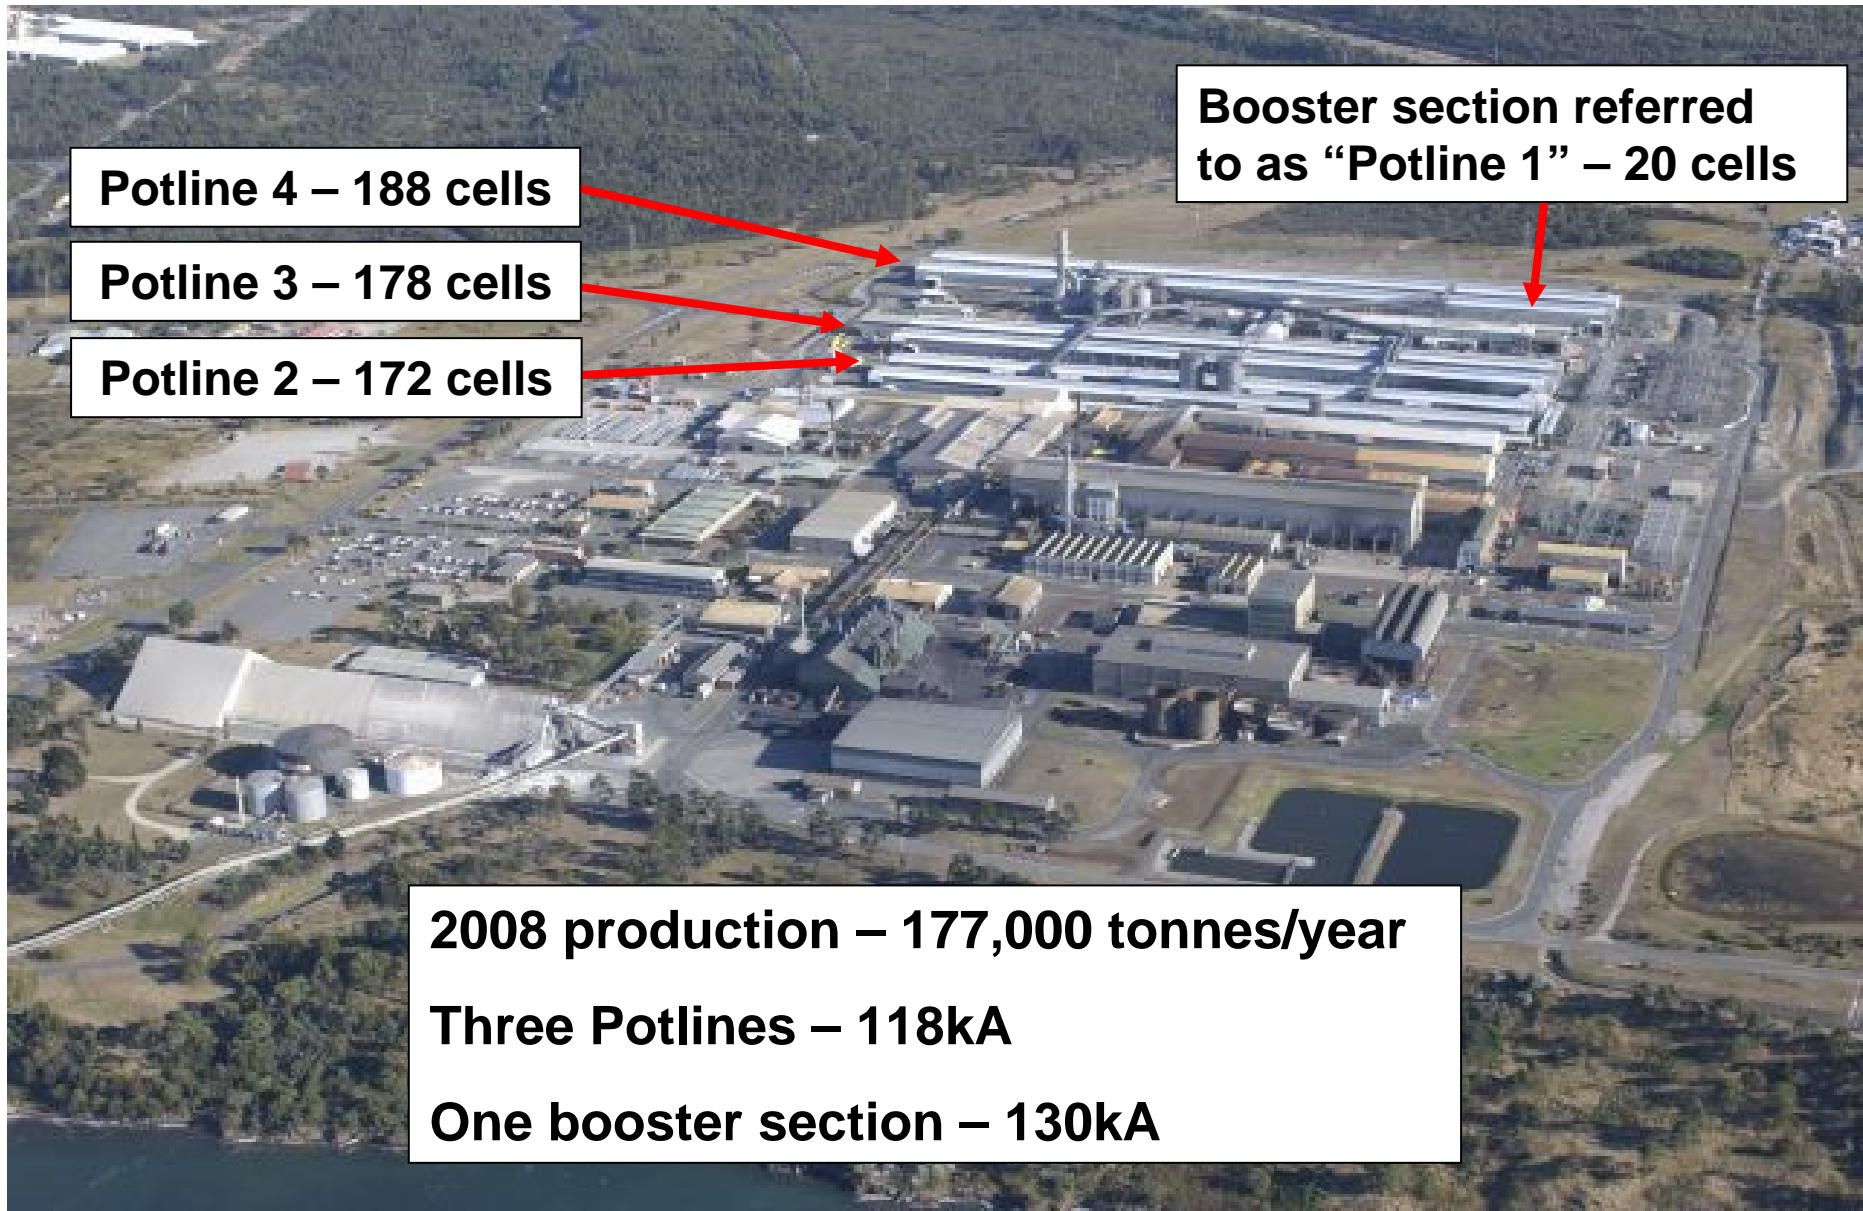 Booster section referred
to as “Potline 1” – 20 cells
Potline 4 – 188 cells
Potline 3 – 178 cells
Potline 2 – 172 cells
2008 production – 177,000 tonnes/year
Three Potlines – 118kA
One booster section – 130kA